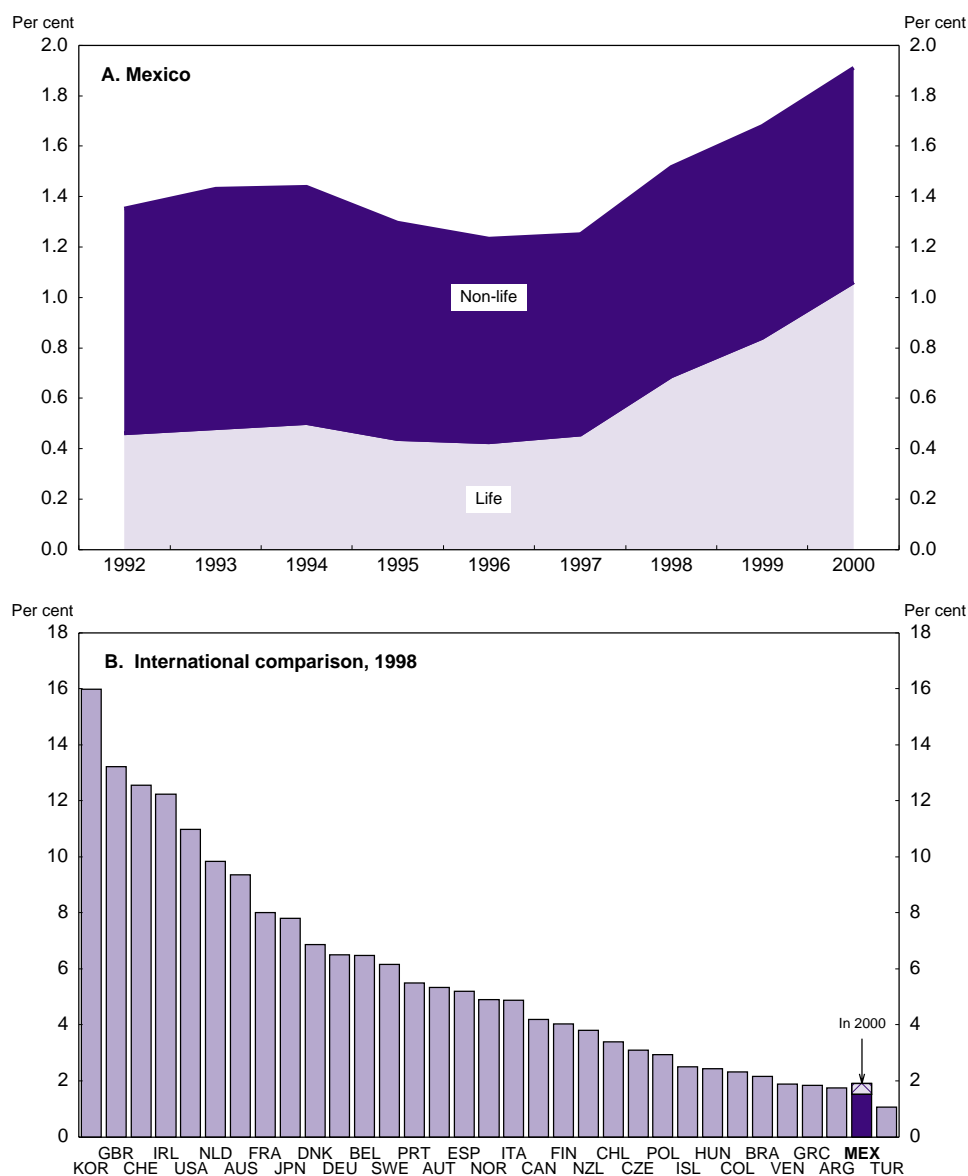 Per cent Per cent
2.0 2.0
A. Mexico
1.8 1.8
1.6 1.6
1.4 1.4
1.2 1.2
Non-life
1.0 1.0
0.8 0.8
0.6 0.6
0.4 0.4
Life
0.2 0.2
0.0 0.0
1992 1993 1994 1995 1996 1997 1998 1999 2000
Per cent Per cent
18 18
B. International comparison, 1998
16 16
14 14
12 12
10 10
8 8
6 6
4 4
In 2000
2 2
0 0
GBR IRL NLD FRA DNK BEL PRT ESP ITA FIN CHL POL HUN BRA GRC MEX
KOR CHE USA AUS JPN DEU SWE AUT NOR CAN NZL CZE ISL COL VEN ARG TUR